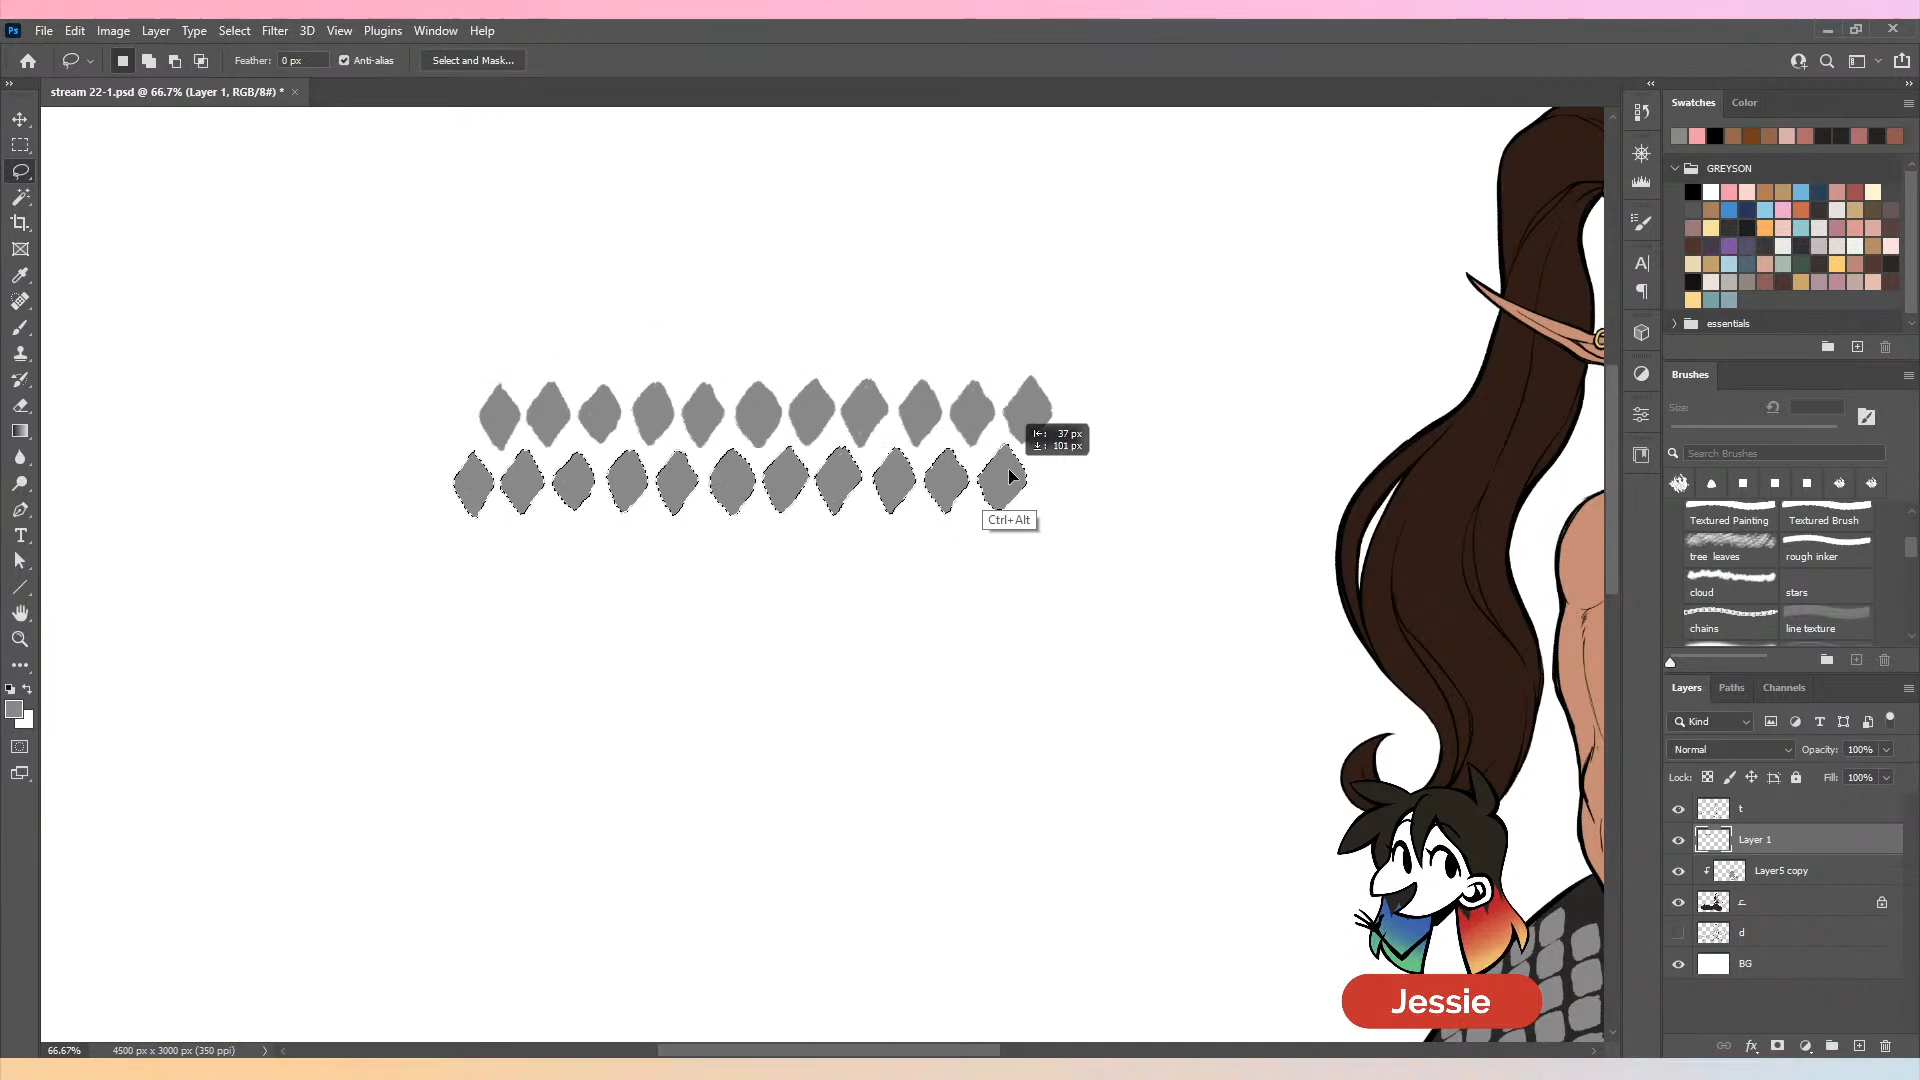 Ps File Edit Image Layer Type Select Filter 3D View Plugins Window Help
Feather: 0 px Anti-alias Select and Mask...
stream 22-1.psd @ 66.7% (Layer 1, RGB/8#) * ×
Swatches Color
GREYSON
essentials
Brushes
Size:
Search Brushes
Textured Painting Textured Brush
tree leaves rough inker
cloud stars
chains line texture
37 px
101 px
Ctrl+Alt
Layers Paths Channels
Kind
Normal Opacity: 100%
Lock: Fill: 100%
t
Layer 1
Layer5 copy
d
BG
Jessie
66.67% 4500 px x 3000 px (350 ppi)